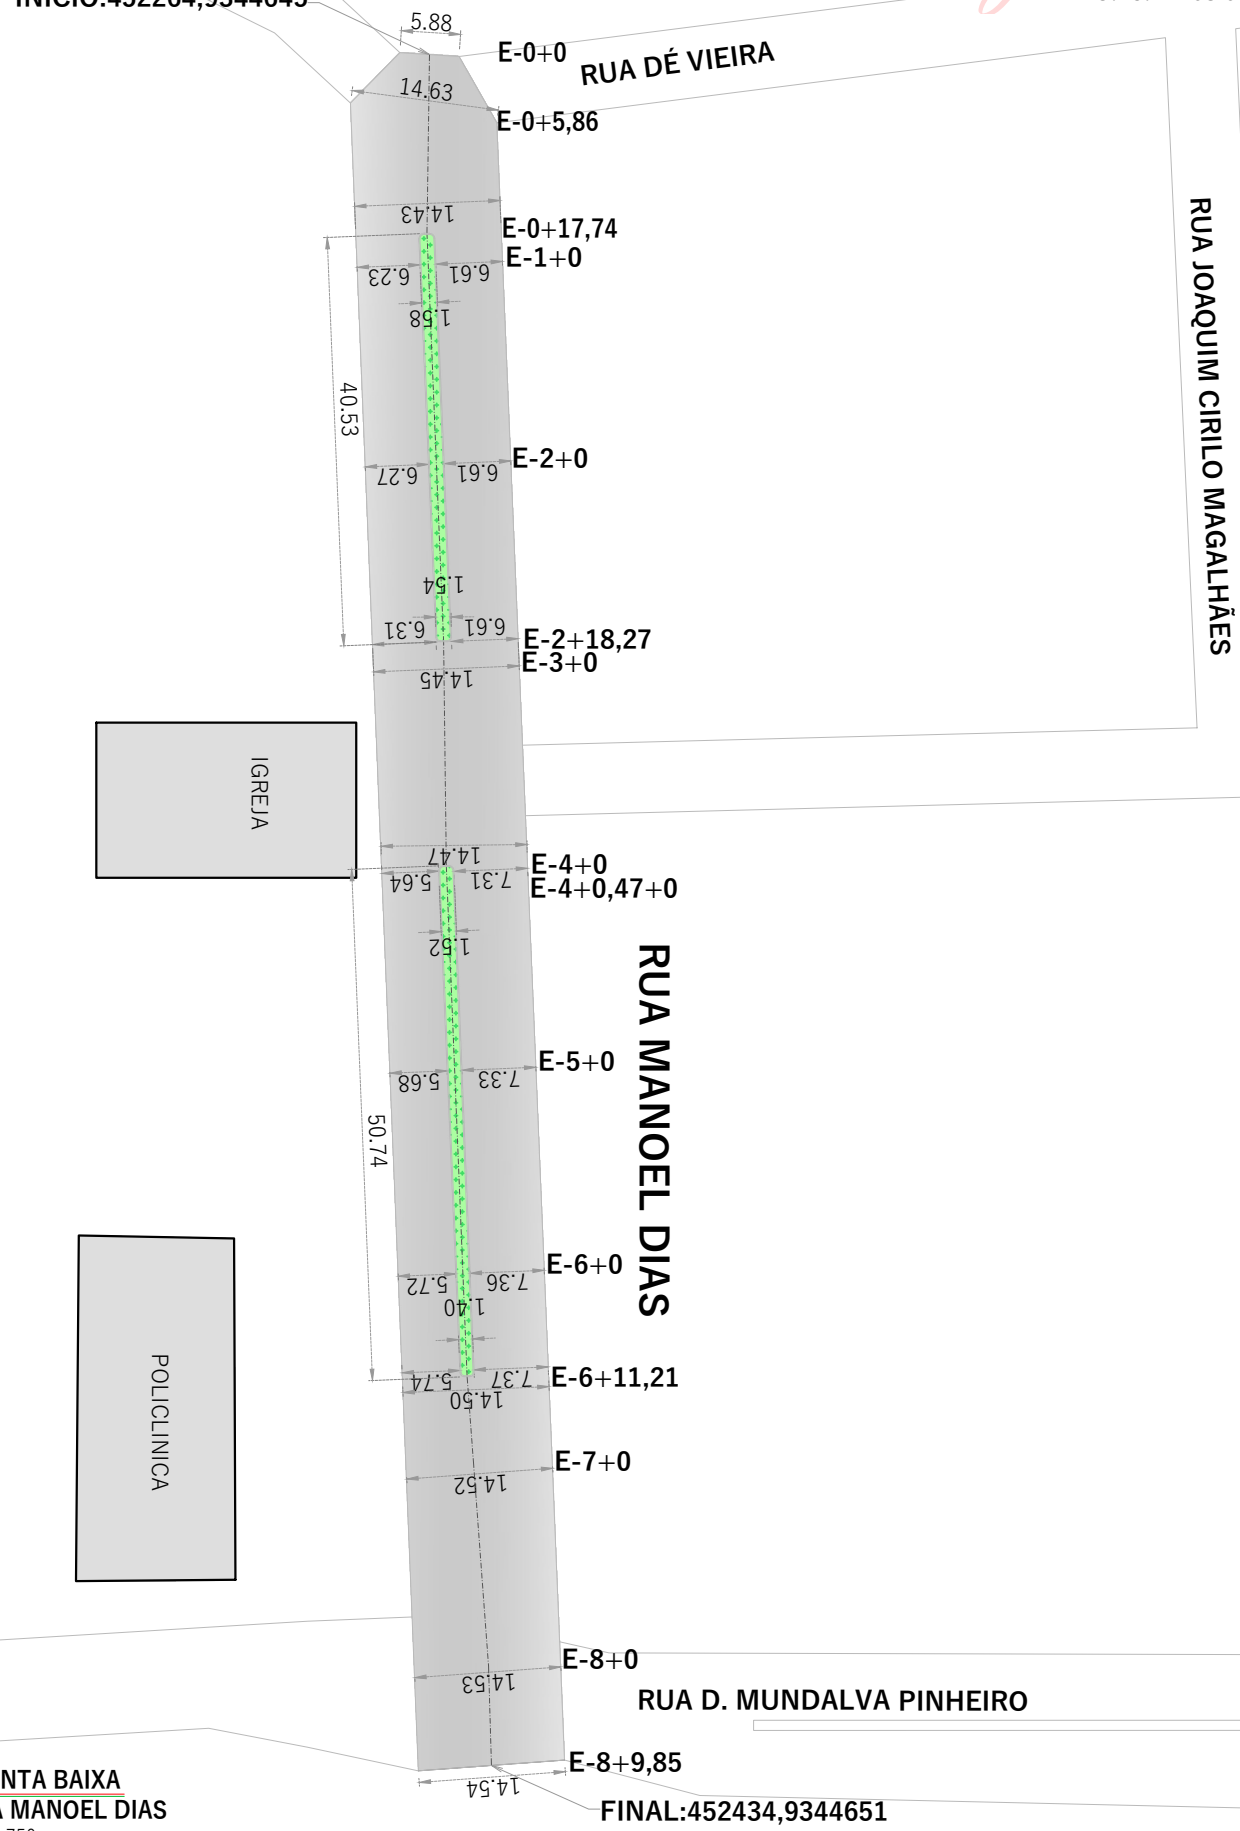 5.88
E-0+0
RUA DÉ VIEIRA
14.63
E-0+5,86
14.43
E-0+17,74
E-1+0
6.23
6.61
1.58
RUA JOAQUIM CIRILO MAGALHÃES
40.53
E-2+0
6.27
6.61
1.54
6.31
6.61
E-2+18,27
E-3+0
14.45
IGREJA
14.47
E-4+0
5.64
7.31
E-4+0,47+0
1.52
RUA MANOEL DIAS
E-5+0
5.68
7.33
50.74
E-6+0
5.72
7.36
1.40
POLICLINICA
5.74
7.37
E-6+11,21
14.50
E-7+0
14.52
E-8+0
14.53
RUA D. MUNDALVA PINHEIRO
E-8+9,85
14.54
NTA BAIXA
MANOEL DIAS
FINAL:452434,9344651